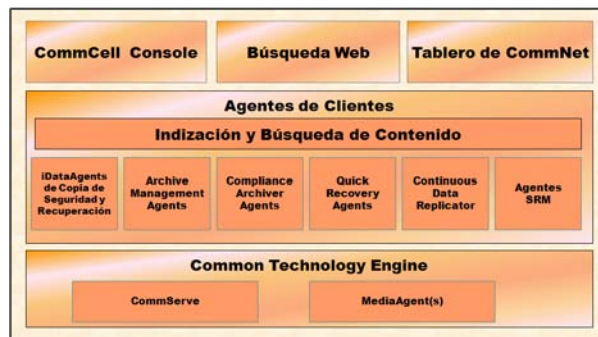 CommCell Console
Búsqueda Web
Tablero de CommNet
Agentes de Clientes
Indización y Búsqueda de Contenido
iDataAgents
de Copia de
Seguridad y
Recuperación
Archive
Management
Agents
Compliance
Archiver
Agents
Quick
Recovery
Agents
Continuous
Data
Replicator
Agentes
SRM
Common Technology Engine
CommServe
MediaAgent(s)